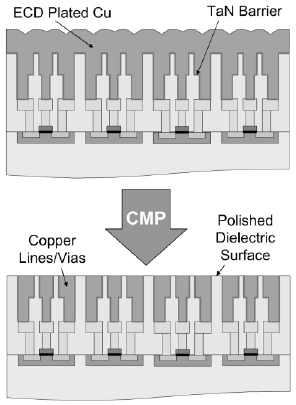 ECD Plated Cu
TaN Barrier
CMP
Copper
Lines/Vias
Polished
Dielectric
Surface